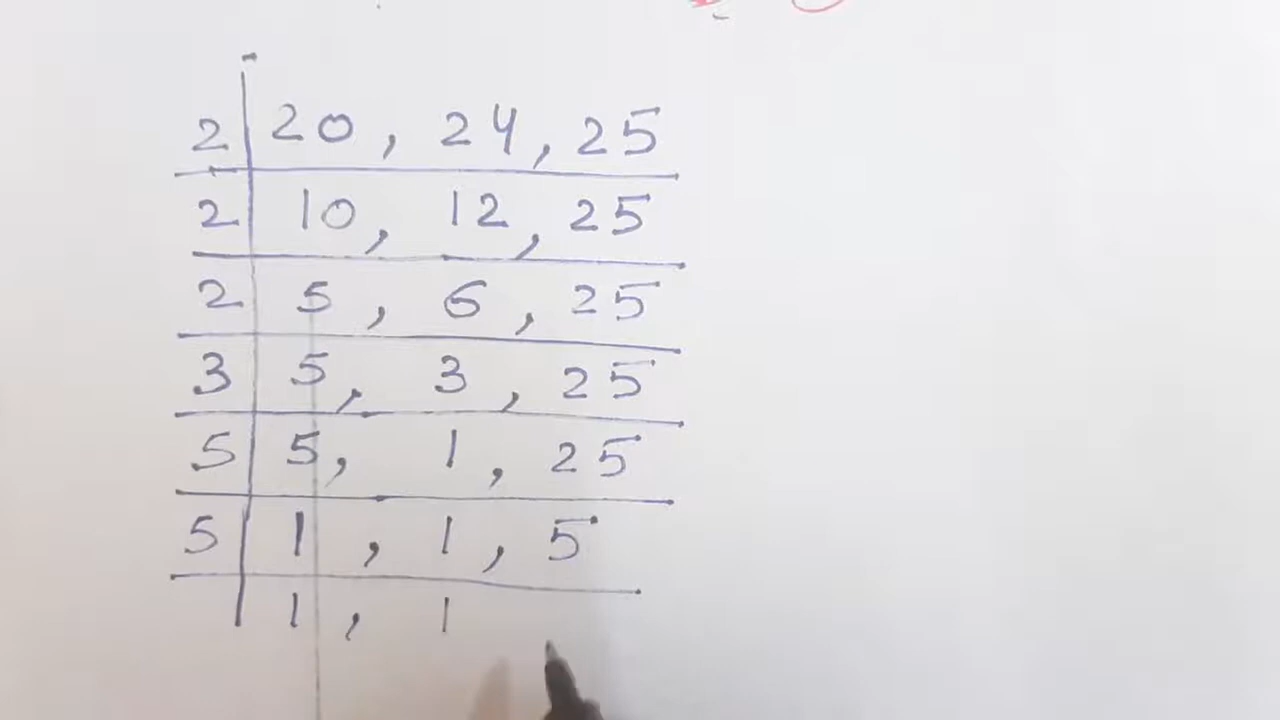 2 | 20 , 24 , 25
2 | 10 , 12 , 25
2 | 5 , 6 , 25
3 | 5 , 3 , 25
5 | 5 , 1 , 25
5 | 1 , 1 , 5
| 1 , 1